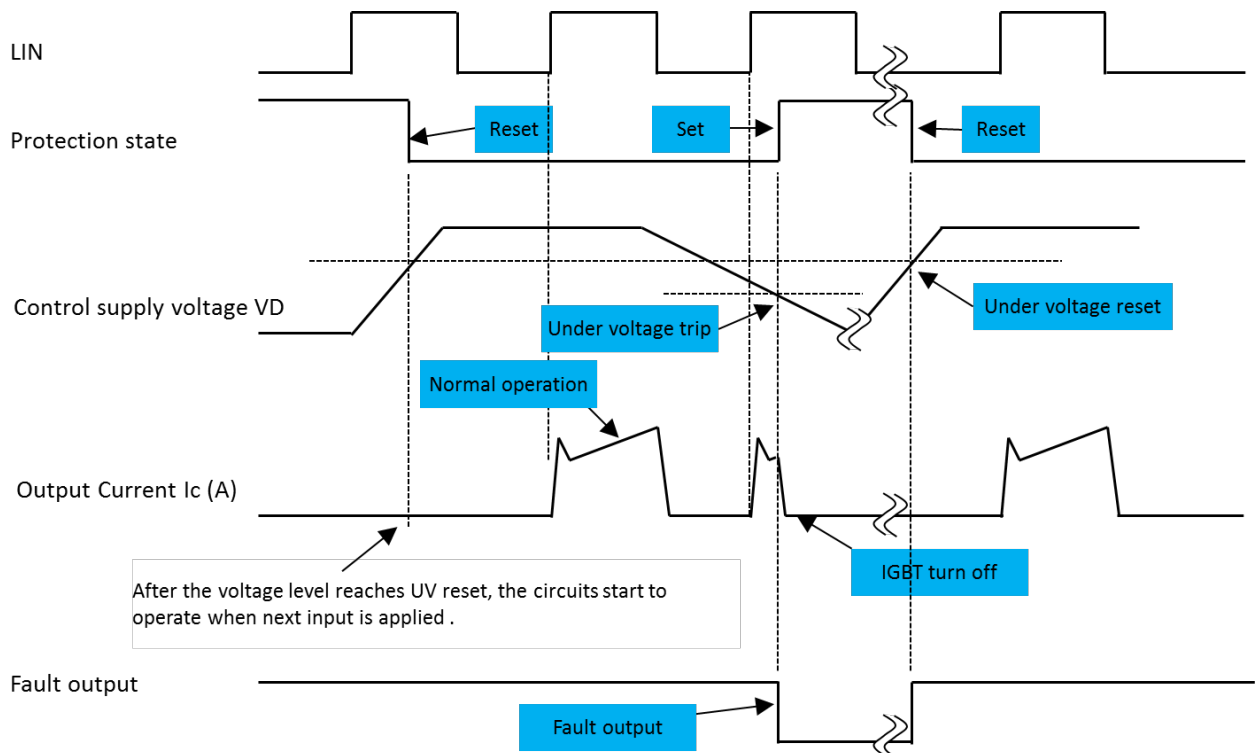 LIN
Protection state
Reset
Set
Reset
Control supply voltage VD
Under voltage trip
Under voltage reset
Normal operation
Output Current Ic (A)
IGBT turn off
After the voltage level reaches UV reset, the circuits start to
operate when next input is applied .
Fault output
Fault output